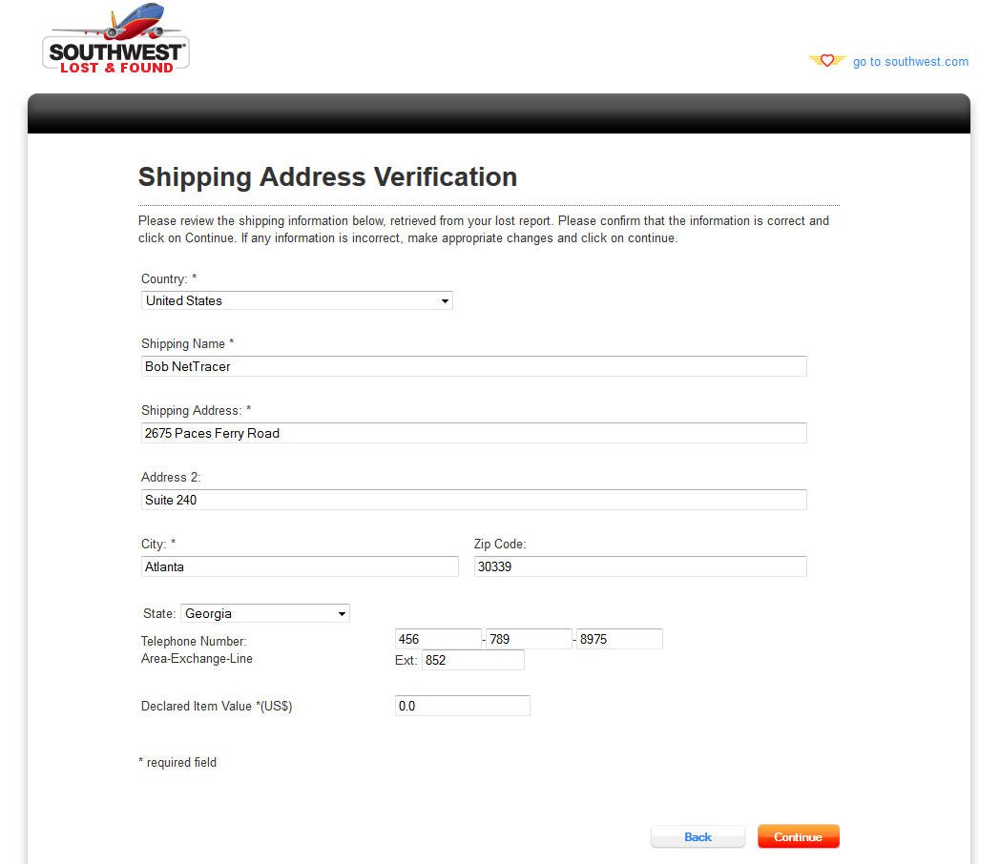 SOUTHWEST
LOST & FOUND
go to southwest.com
Shipping Address Verification
Please review the shipping information below, retrieved from your lost report. Please confirm that the information is correct and
click on Continue. If any information is incorrect, make appropriate changes and click on continue.
Country: *
United States
Shipping Name *
Bob NetTracer
Shipping Address: *
2675 Paces Ferry Road
Address 2:
Suite 240
City: * Zip Code:
Atlanta 30339
State: Georgia
Telephone Number: 456 - 789 - 8975
Area-Exchange-Line Ext: 852
Declared Item Value *(US$) 0.0
* required field
Back Continue